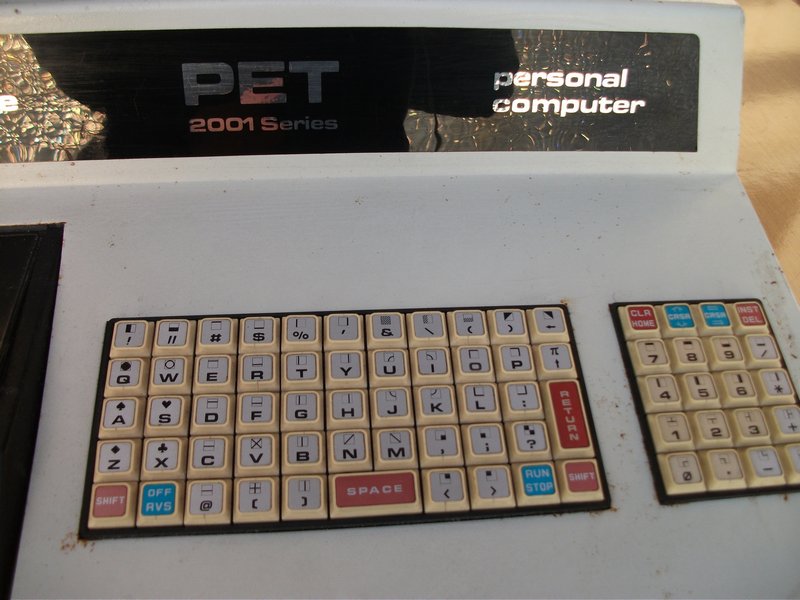 e
PET
2001 Series
personal
computer
! " # $ % ' & \ ( ) ←
Q W E R T Y U I O P π ↑
A S D F G H J K L : RETURN
Z X C V B N M , ; ?
SHIFT OFF RVS @ [ ] SPACE < > RUN STOP SHIFT
CLR HOME CRSR CRSR INST DEL
7 8 9 /
4 5 6 *
1 2 3 +
0 . −